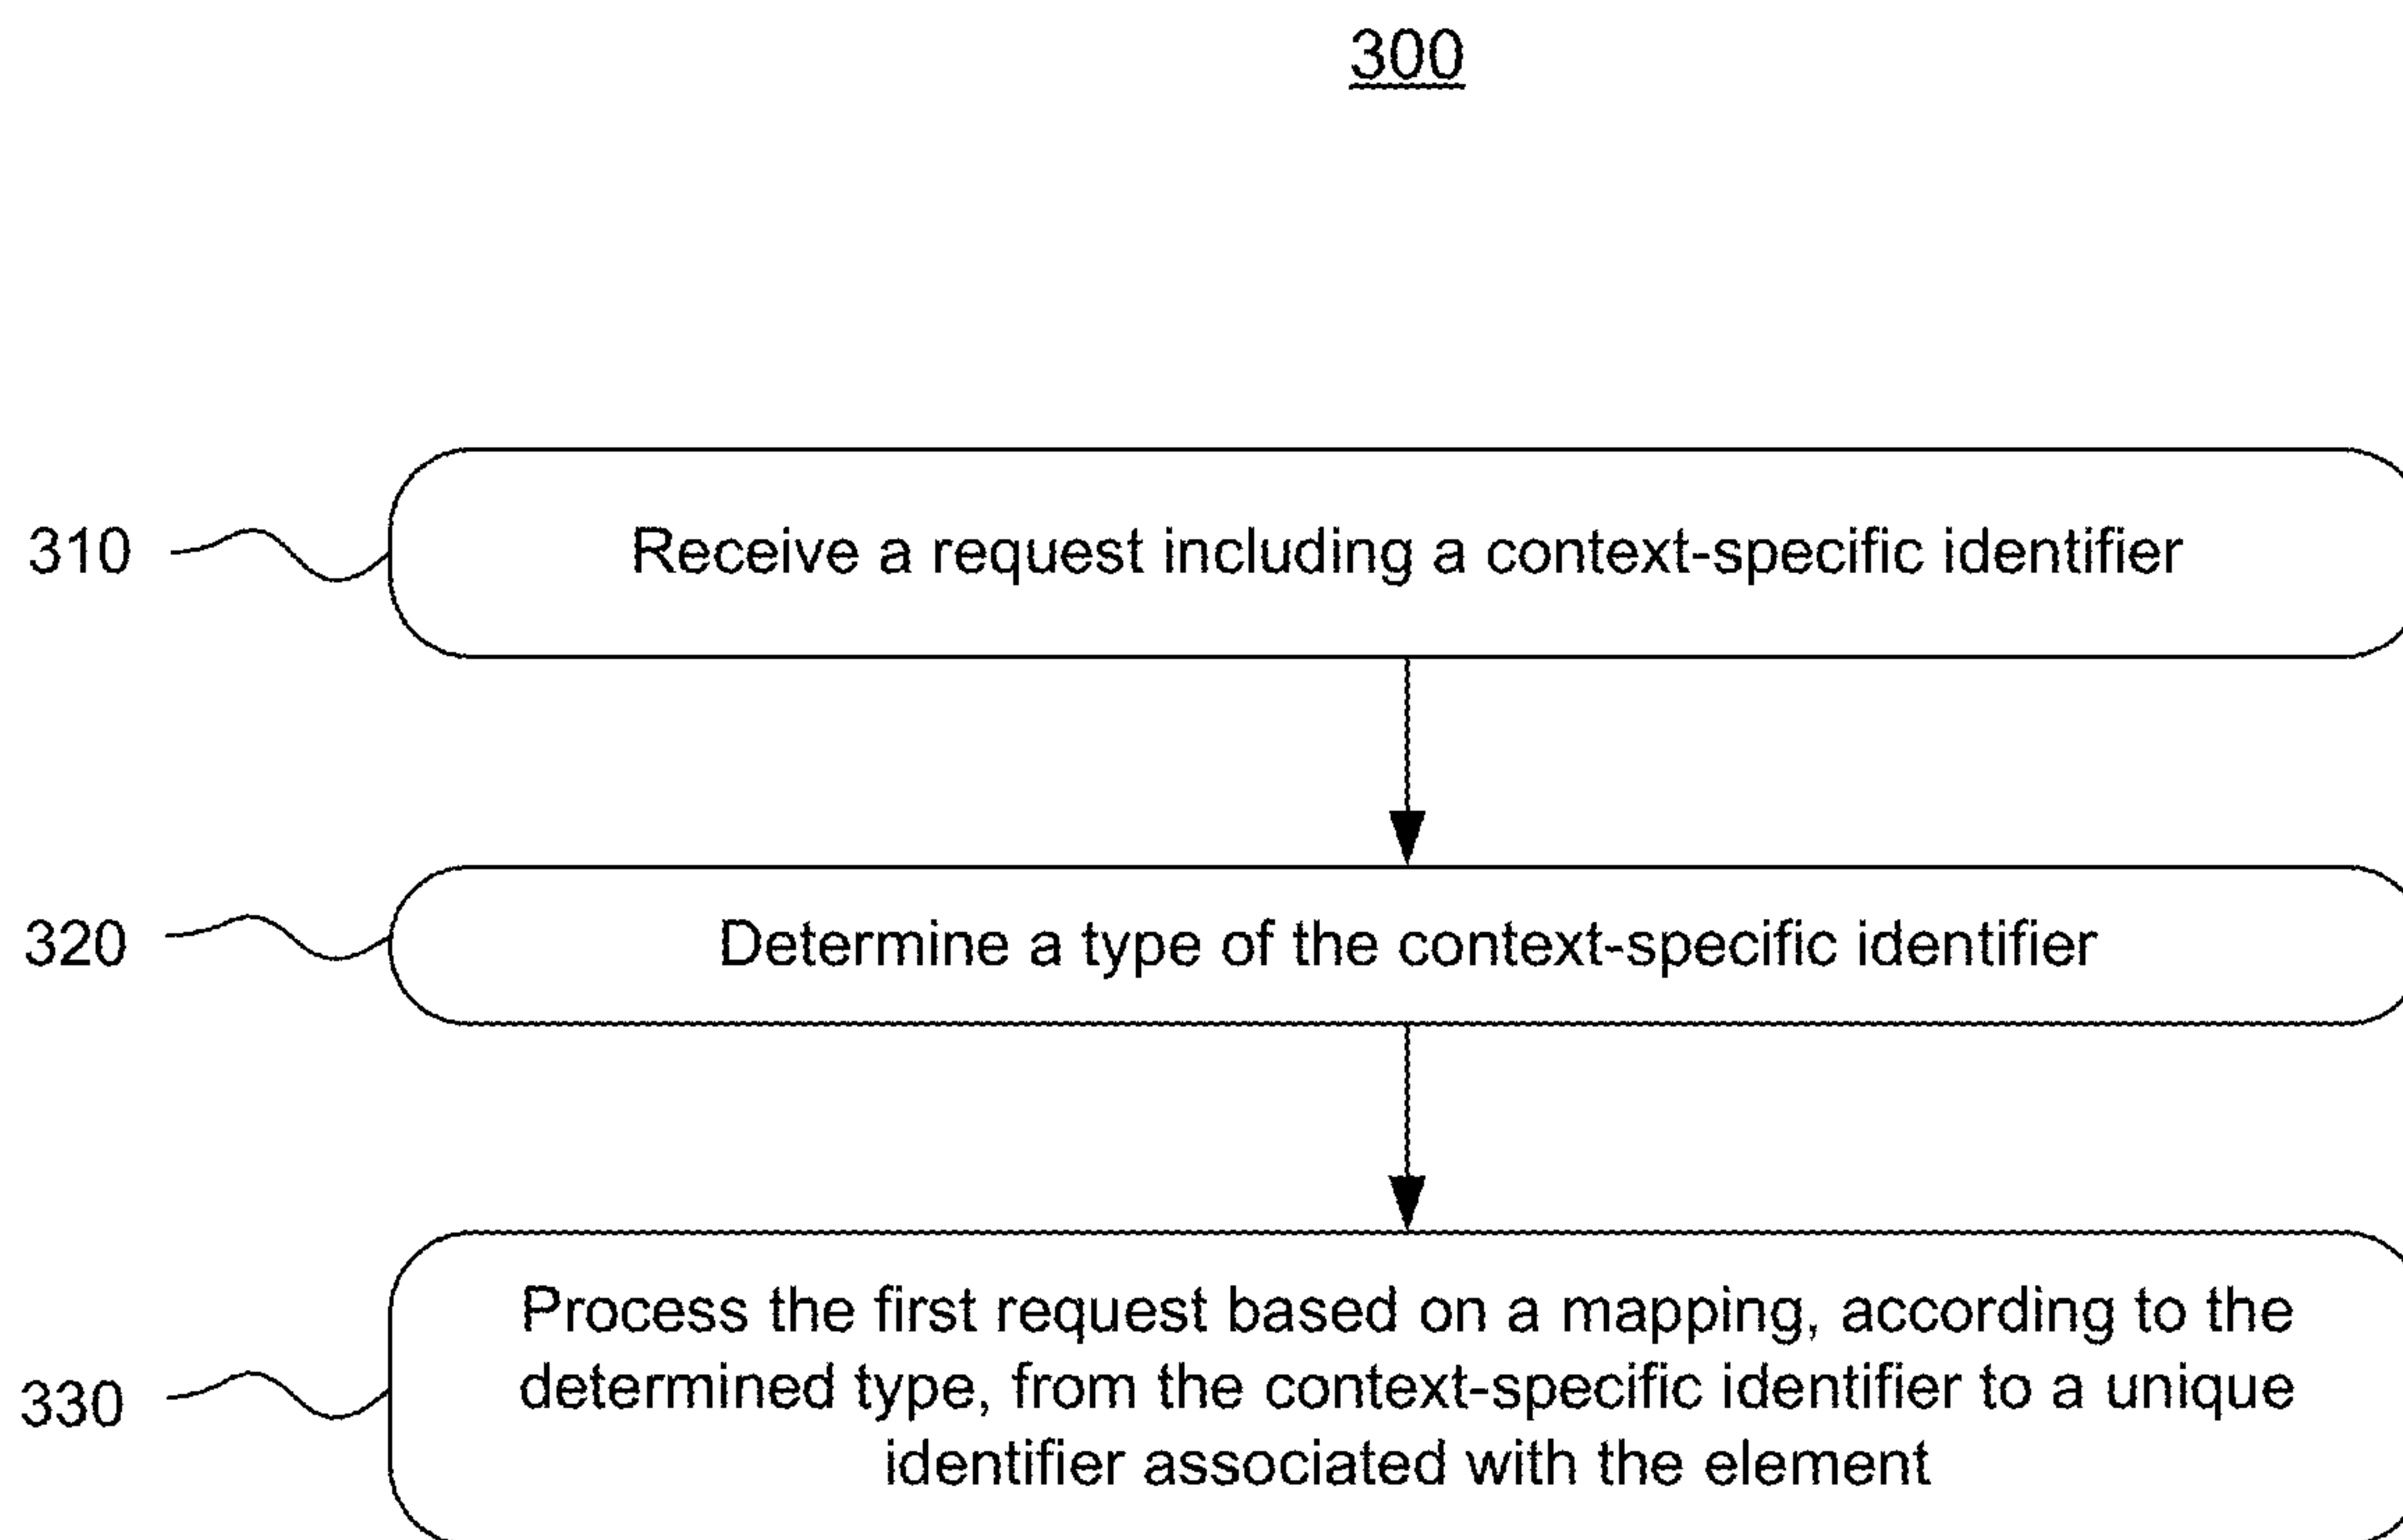 300
310
Receive a request including a context-specific identifier
320
Determine a type of the context-specific identifier
330
Process the first request based on a mapping, according to the
determined type, from the context-specific identifier to a unique
identifier associated with the element